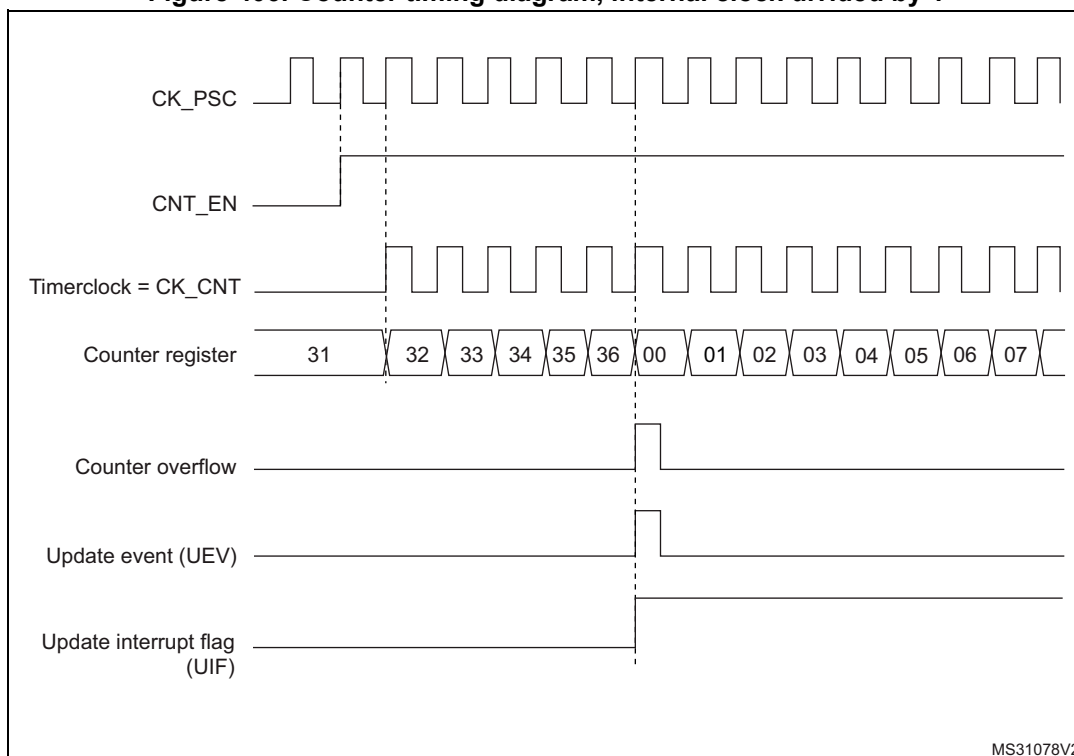 CK_PSC
CNT_EN
Timerclock = CK_CNT
Counter register 31 32 33 34 35 36 00 01 02 03 04 05 06 07
Counter overflow
Update event (UEV)
Update interrupt flag
(UIF)
MS31078V2